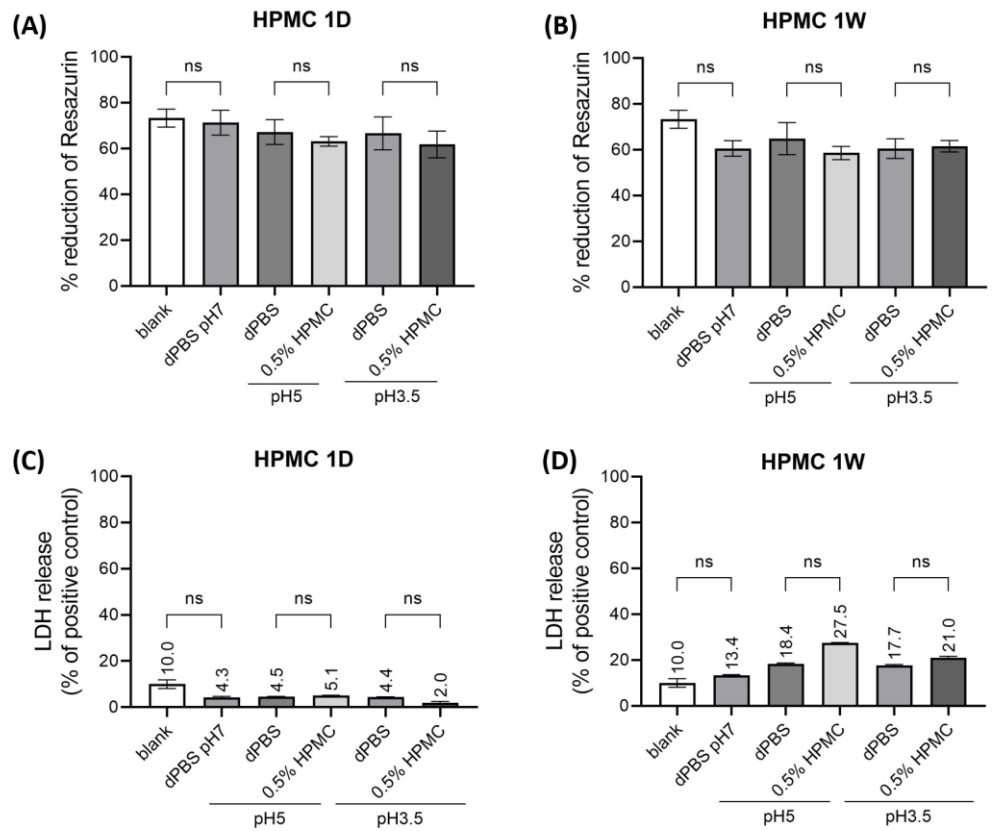 (A)
HPMC 1D
% reduction of Resazurin
100
80
60
40
20
0
ns
ns
ns
blank
dPBS pH7
dPBS
0.5% HPMC
dPBS
0.5% HPMC
pH5
pH3.5
(B)
HPMC 1W
% reduction of Resazurin
100
80
60
40
20
0
ns
ns
ns
blank
dPBS pH7
dPBS
0.5% HPMC
dPBS
0.5% HPMC
pH5
pH3.5
(C)
HPMC 1D
LDH release
(% of positive control)
100
80
60
40
20
0
ns
ns
ns
10.0
4.3
4.5
5.1
4.4
2.0
blank
dPBS pH7
dPBS
0.5% HPMC
dPBS
0.5% HPMC
pH5
pH3.5
(D)
HPMC 1W
LDH release
(% of positive control)
100
80
60
40
20
0
ns
ns
ns
10.0
13.4
18.4
27.5
17.7
21.0
blank
dPBS pH7
dPBS
0.5% HPMC
dPBS
0.5% HPMC
pH5
pH3.5